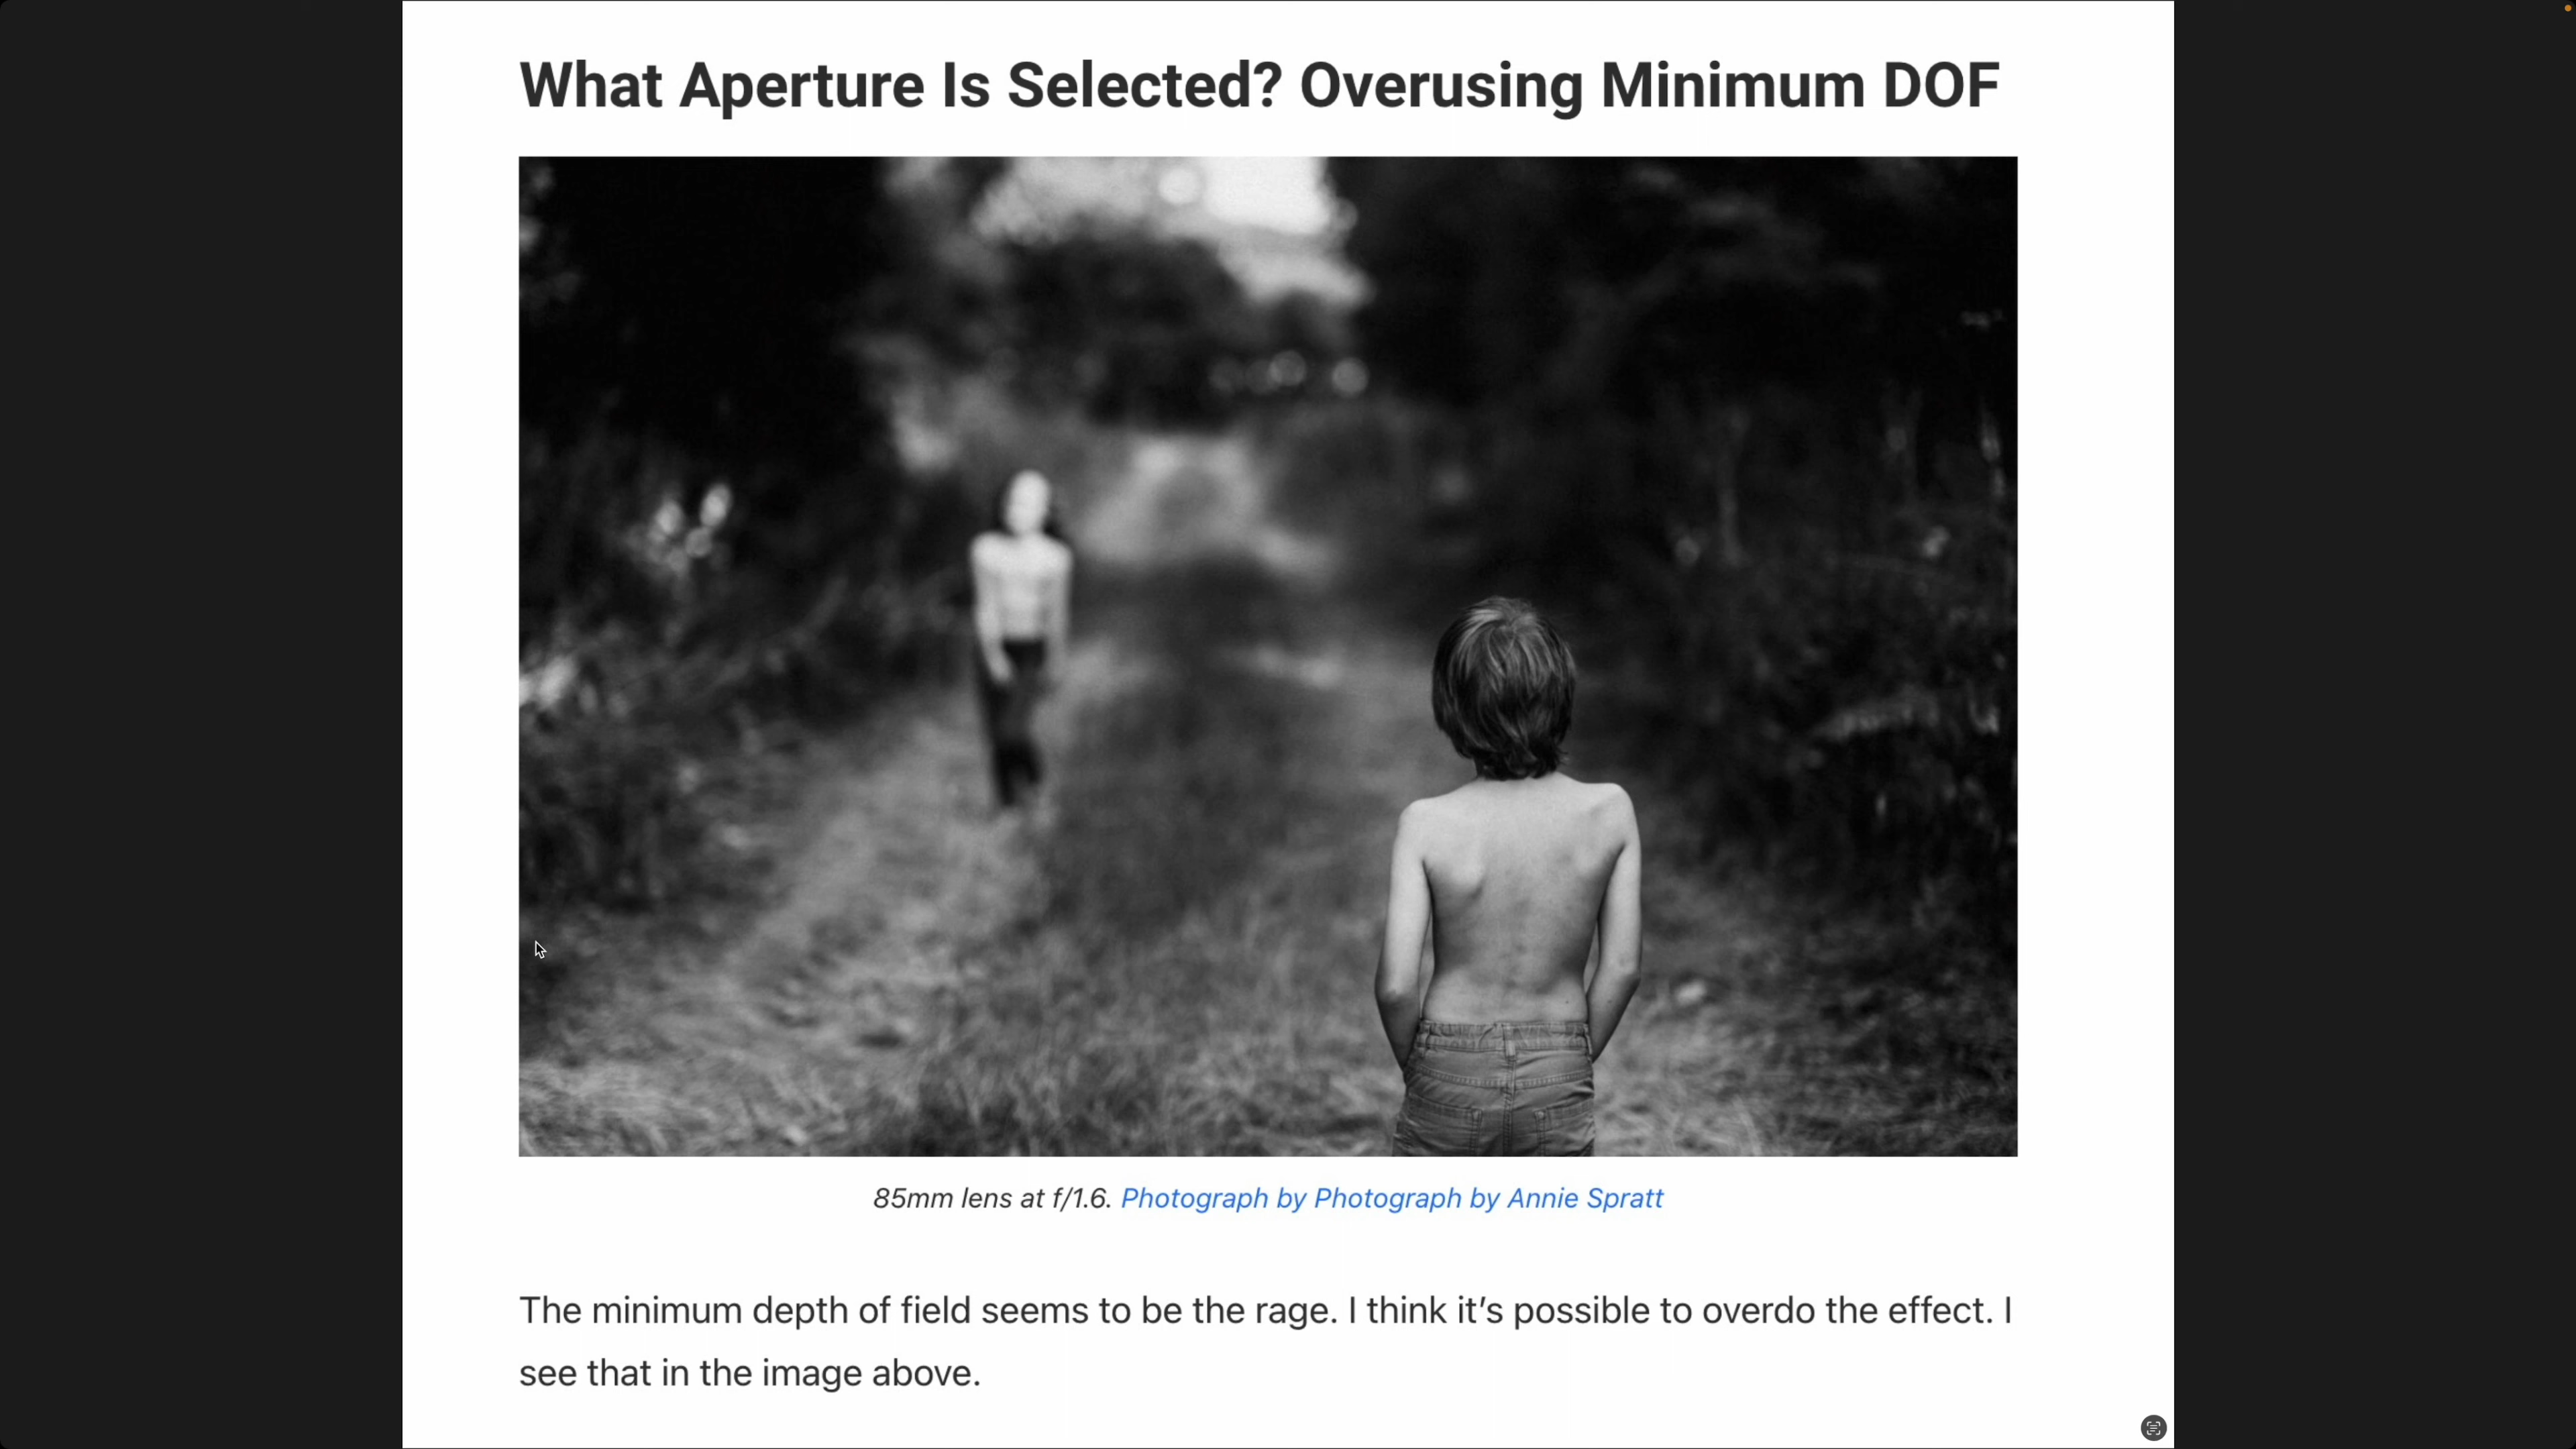 What Aperture Is Selected? Overusing Minimum DOF
85mm lens at f/1.6. Photograph by Photograph by Annie Spratt
The minimum depth of field seems to be the rage. I think it’s possible to overdo the effect. I
see that in the image above.